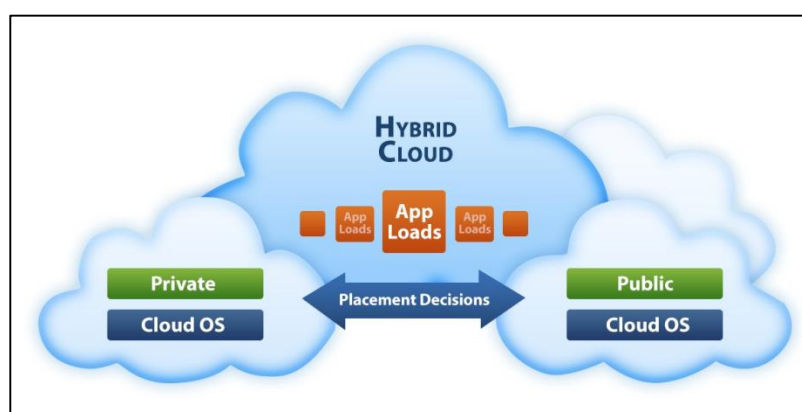 HYBRID
CLOUD
App
Loads
App
Loads
App
Loads
Private
Cloud OS
Placement Decisions
Public
Cloud OS